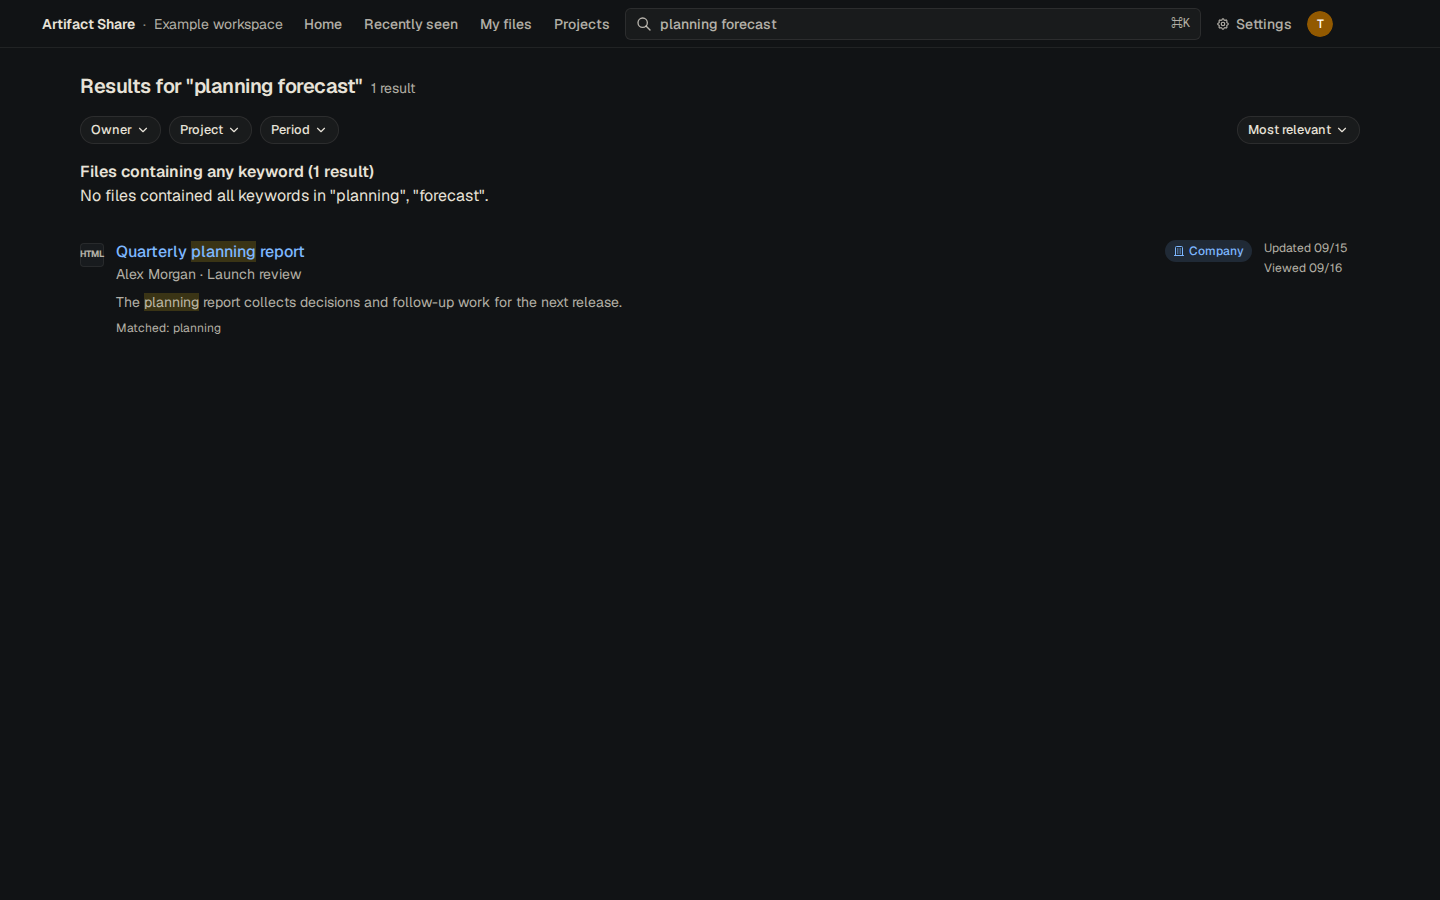 Artifact Share · Example workspace Home Recently seen My files Projects planning forecast ⌘K Settings T
Results for "planning forecast" 1 result
Owner Project Period Most relevant
Files containing any keyword (1 result)
No files contained all keywords in "planning", "forecast".
HTML Quarterly planning report Company Updated 09/15
Alex Morgan · Launch review Viewed 09/16
The planning report collects decisions and follow-up work for the next release.
Matched: planning